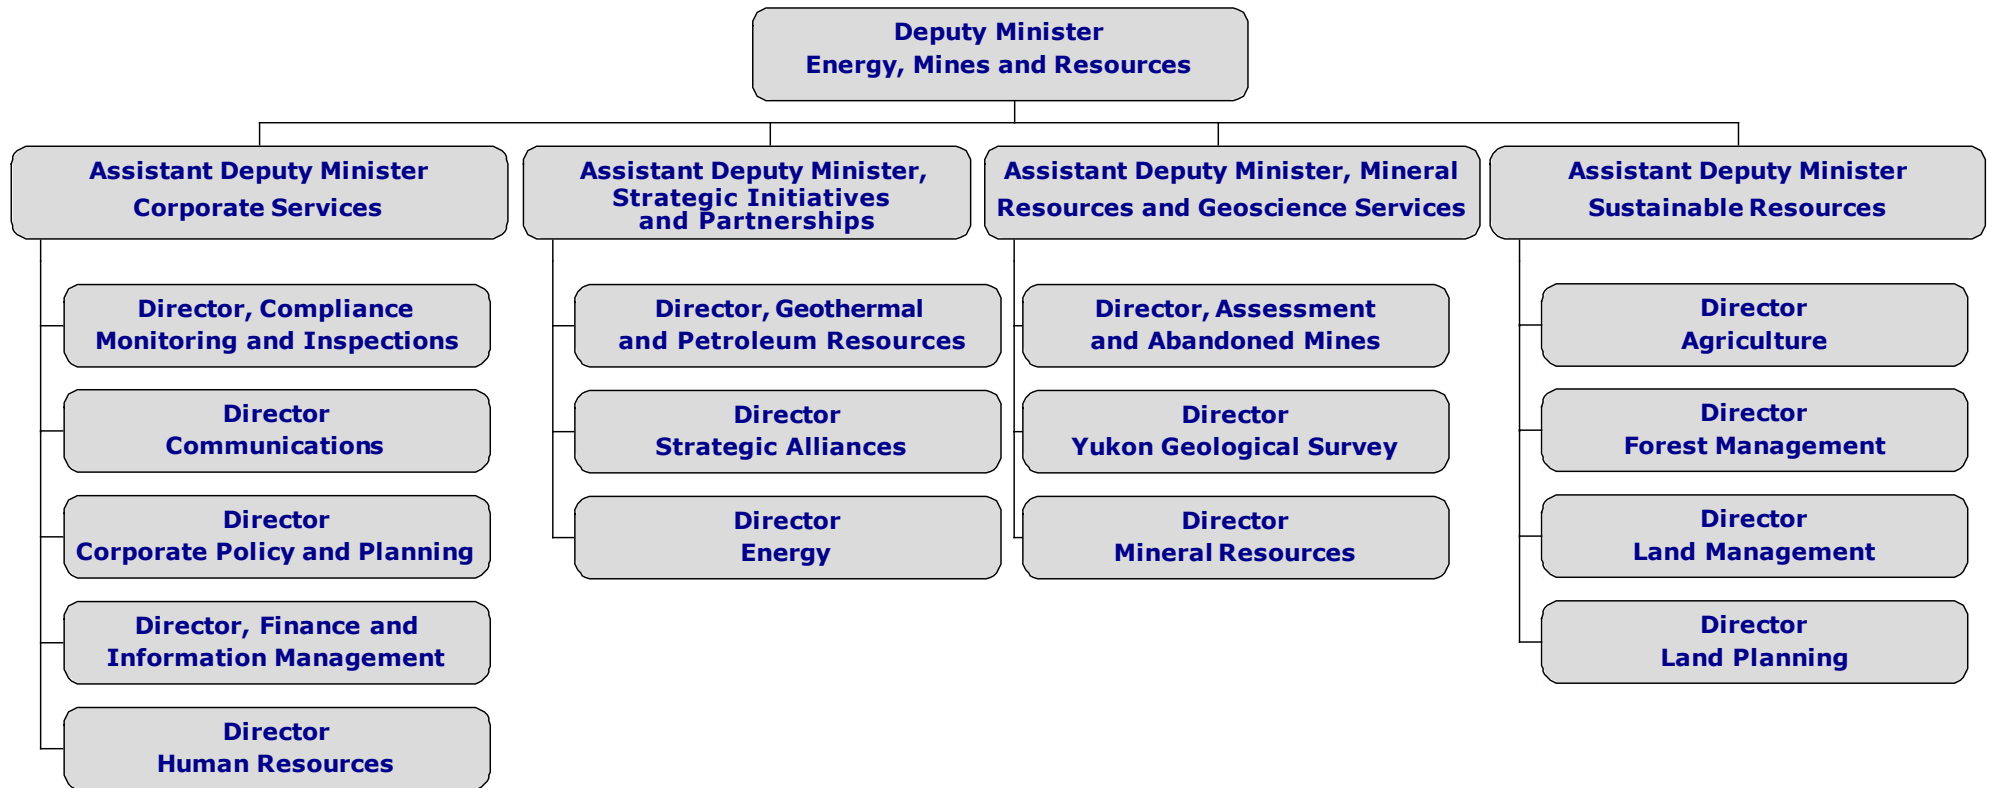 Deputy Minister
Energy, Mines and Resources
Assistant Deputy Minister
Corporate Services
Assistant Deputy Minister,
Strategic Initiatives
and Partnerships
Assistant Deputy Minister, Mineral
Resources and Geoscience Services
Assistant Deputy Minister
Sustainable Resources
Director, Compliance
Monitoring and Inspections
Director
Communications
Director
Corporate Policy and Planning
Director, Finance and
Information Management
Director
Human Resources
Director, Geothermal
and Petroleum Resources
Director
Strategic Alliances
Director
Energy
Director, Assessment
and Abandoned Mines
Director
Yukon Geological Survey
Director
Mineral Resources
Director
Agriculture
Director
Forest Management
Director
Land Management
Director
Land Planning